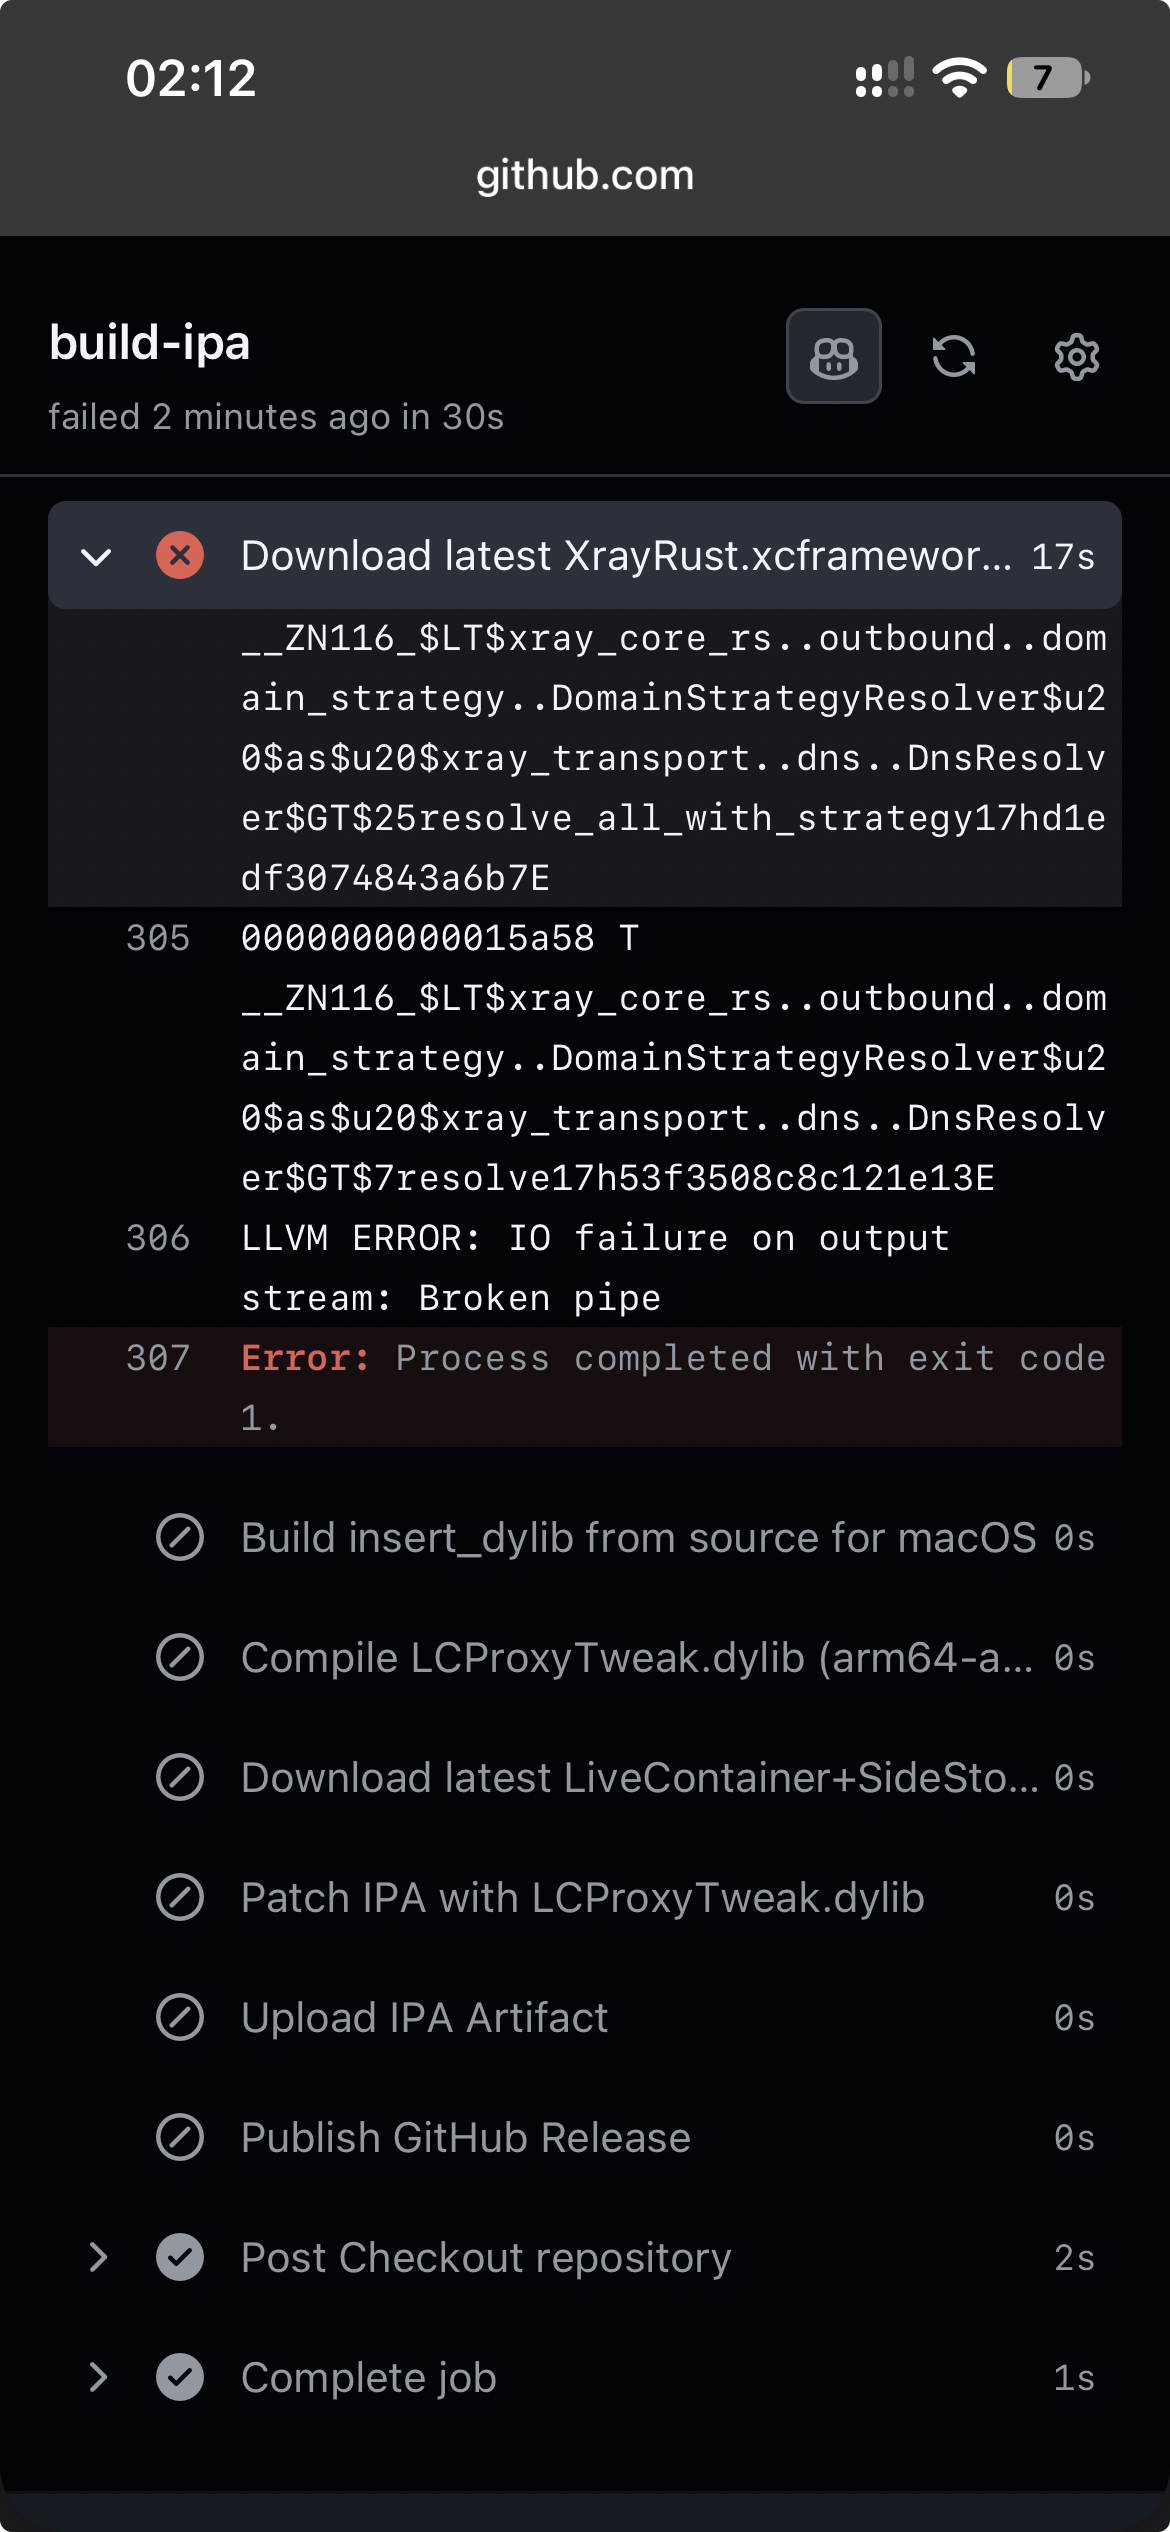 02:12
7
github.com
build-ipa
failed 2 minutes ago in 30s
Download latest XrayRust.xcframewor... 17s
__ZN116_$LT$xray_core_rs..outbound..dom
ain_strategy..DomainStrategyResolver$u2
0$as$u20$xray_transport..dns..DnsResolv
er$GT$25resolve_all_with_strategy17hd1e
df3074843a6b7E
305 0000000000015a58 T
__ZN116_$LT$xray_core_rs..outbound..dom
ain_strategy..DomainStrategyResolver$u2
0$as$u20$xray_transport..dns..DnsResolv
er$GT$7resolve17h53f3508c8c121e13E
306 LLVM ERROR: IO failure on output
stream: Broken pipe
307 Error: Process completed with exit code
1.
Build insert_dylib from source for macOS 0s
Compile LCProxyTweak.dylib (arm64-a... 0s
Download latest LiveContainer+SideSto... 0s
Patch IPA with LCProxyTweak.dylib 0s
Upload IPA Artifact 0s
Publish GitHub Release 0s
Post Checkout repository 2s
Complete job 1s